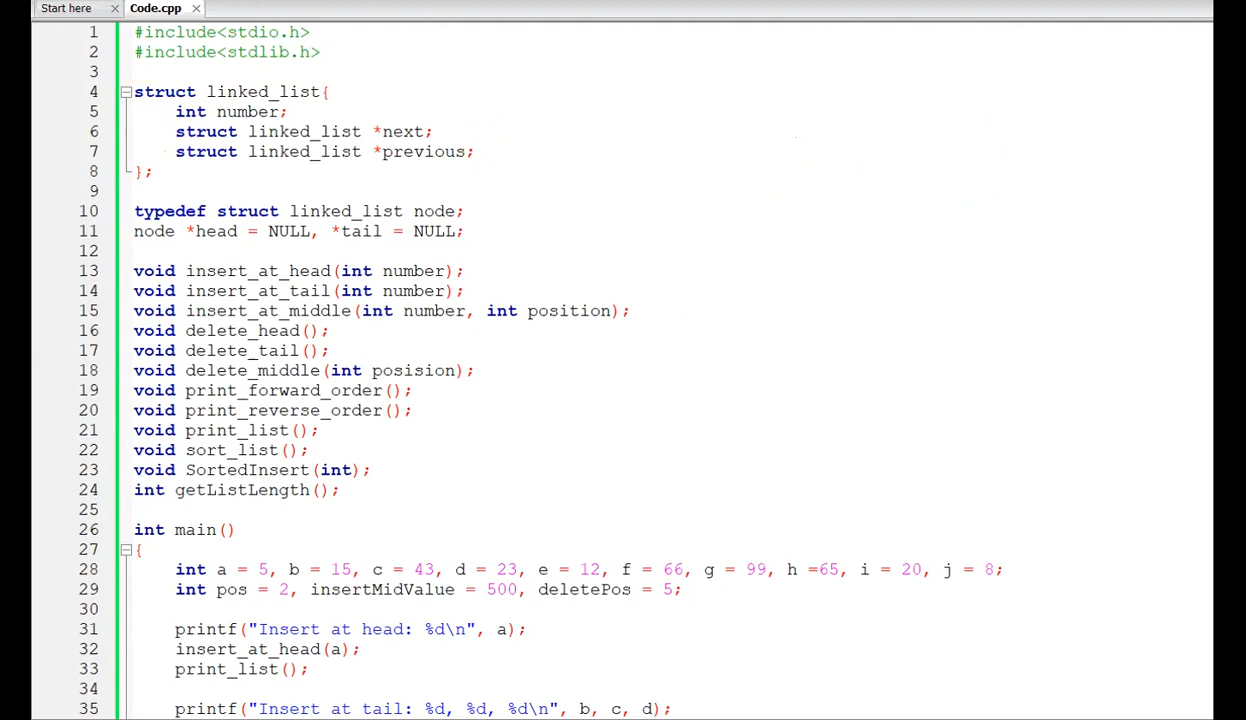 Start here × Code.cpp ×
1 #include<stdio.h>
2 #include<stdlib.h>
3
4 struct linked_list{
5 int number;
6 struct linked_list *next;
7 struct linked_list *previous;
8 };
9
10 typedef struct linked_list node;
11 node *head = NULL, *tail = NULL;
12
13 void insert_at_head(int number);
14 void insert_at_tail(int number);
15 void insert_at_middle(int number, int position);
16 void delete_head();
17 void delete_tail();
18 void delete_middle(int posision);
19 void print_forward_order();
20 void print_reverse_order();
21 void print_list();
22 void sort_list();
23 void SortedInsert(int);
24 int getListLength();
25
26 int main()
27 {
28 int a = 5, b = 15, c = 43, d = 23, e = 12, f = 66, g = 99, h =65, i = 20, j = 8;
29 int pos = 2, insertMidValue = 500, deletePos = 5;
30
31 printf("Insert at head: %d\n", a);
32 insert_at_head(a);
33 print_list();
34
35 printf("Insert at tail: %d, %d, %d\n", b, c, d);